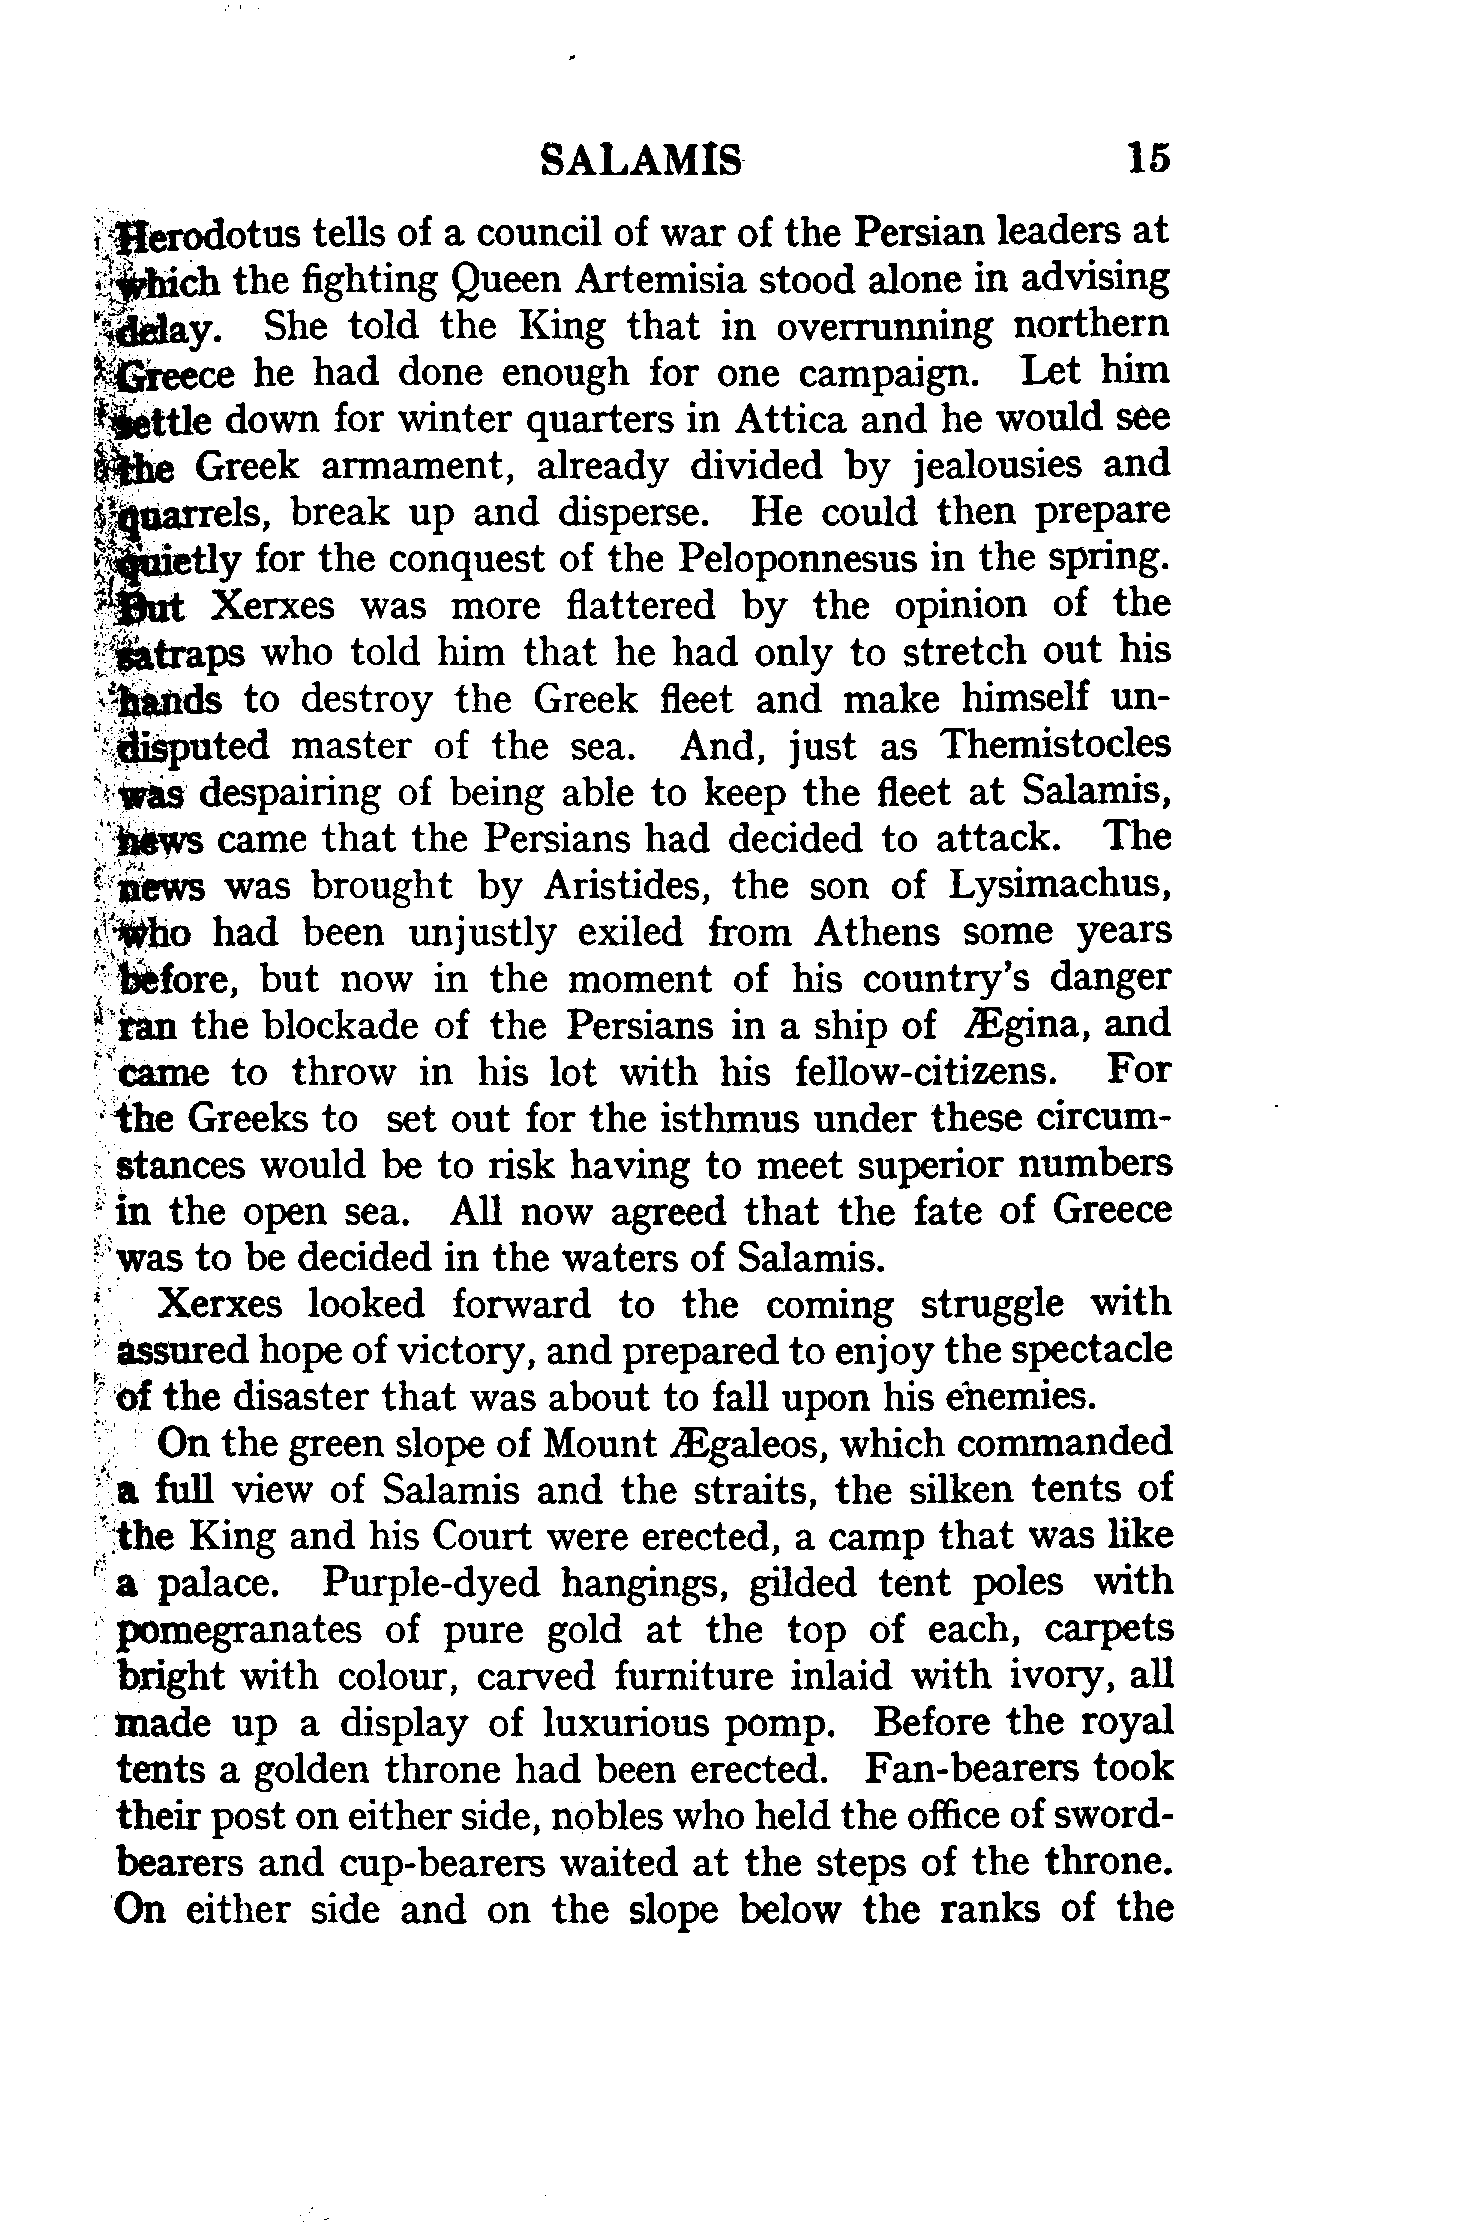 SALAMIS 15
Herodotus tells of a council of war of the Persian leaders at
which the fighting Queen Artemisia stood alone in advising
delay. She told the King that in overrunning northern
Greece he had done enough for one campaign. Let him
settle down for winter quarters in Attica and he would see
the Greek armament, already divided by jealousies and
quarrels, break up and disperse. He could then prepare
quietly for the conquest of the Peloponnesus in the spring.
But Xerxes was more flattered by the opinion of the
satraps who told him that he had only to stretch out his
hands to destroy the Greek fleet and make himself un-
disputed master of the sea. And, just as Themistocles
was despairing of being able to keep the fleet at Salamis,
news came that the Persians had decided to attack. The
news was brought by Aristides, the son of Lysimachus,
who had been unjustly exiled from Athens some years
before, but now in the moment of his country's danger
ran the blockade of the Persians in a ship of Ægina, and
came to throw in his lot with his fellow-citizens. For
the Greeks to set out for the isthmus under these circum-
stances would be to risk having to meet superior numbers
in the open sea. All now agreed that the fate of Greece
was to be decided in the waters of Salamis.
Xerxes looked forward to the coming struggle with
assured hope of victory, and prepared to enjoy the spectacle
of the disaster that was about to fall upon his enemies.
On the green slope of Mount Ægaleos, which commanded
a full view of Salamis and the straits, the silken tents of
the King and his Court were erected, a camp that was like
a palace. Purple-dyed hangings, gilded tent poles with
pomegranates of pure gold at the top of each, carpets
bright with colour, carved furniture inlaid with ivory, all
made up a display of luxurious pomp. Before the royal
tents a golden throne had been erected. Fan-bearers took
their post on either side, nobles who held the office of sword-
bearers and cup-bearers waited at the steps of the throne.
On either side and on the slope below the ranks of the